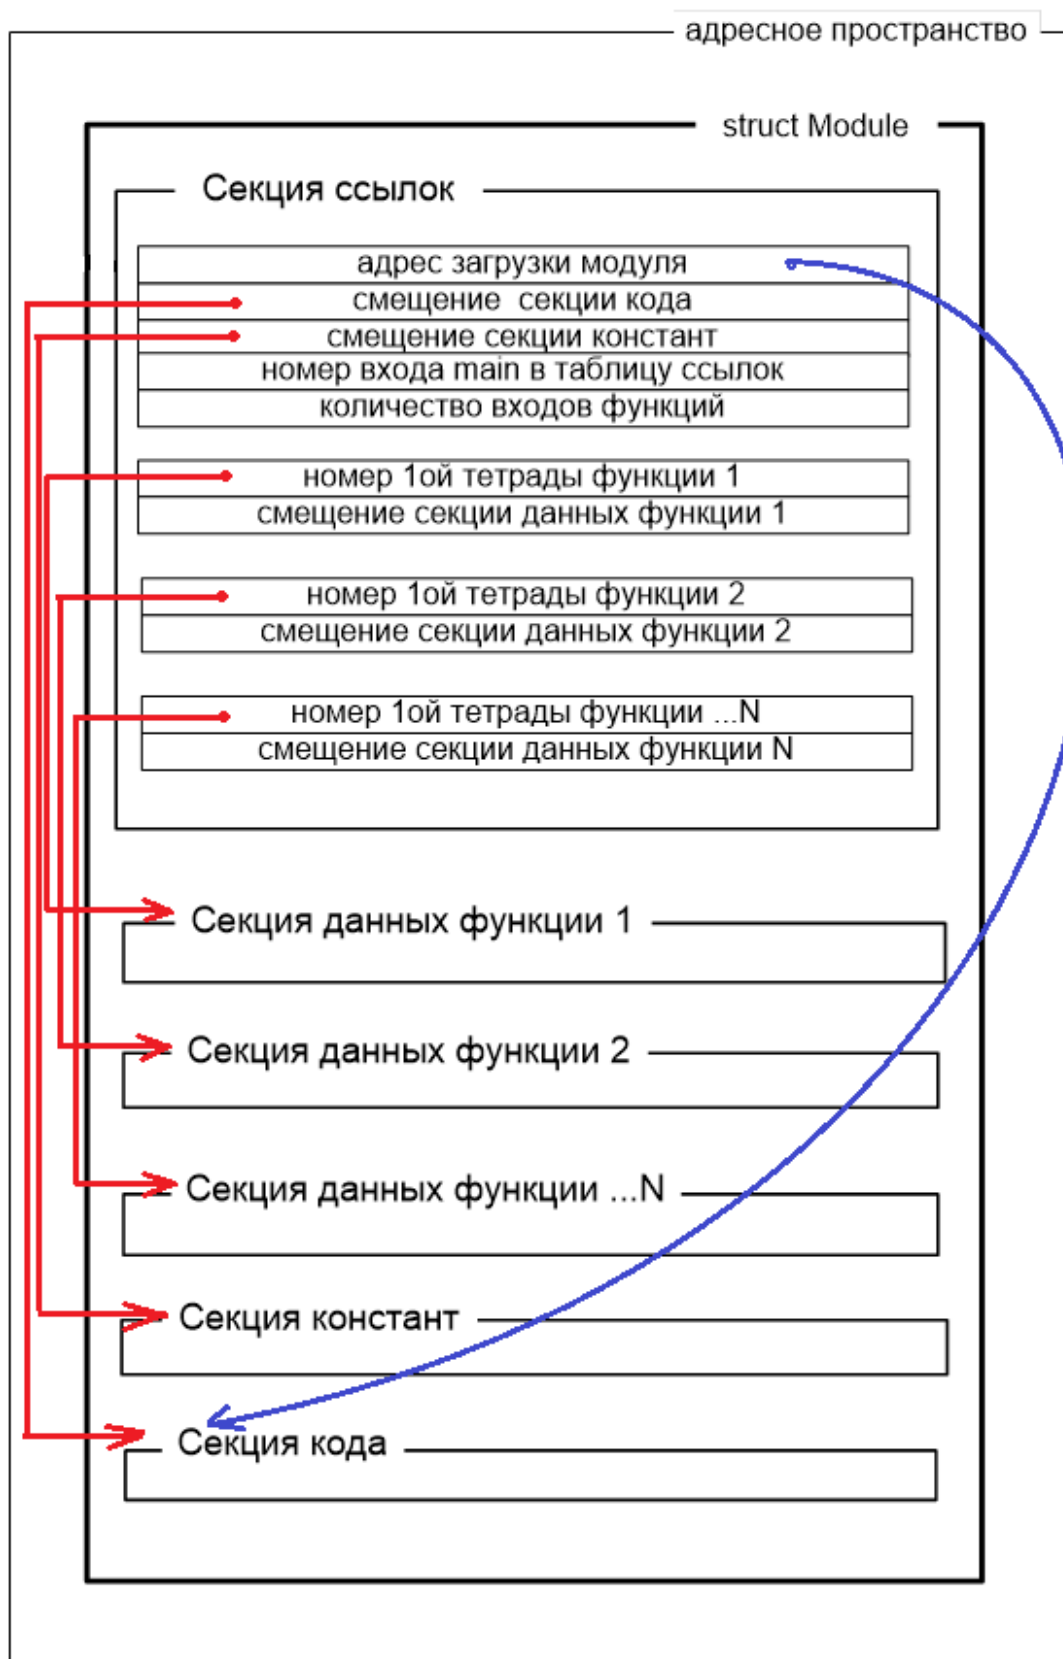 адресное пространство
struct Module
Секция ссылок
адрес загрузки модуля
смещение секции кода
смещение секции констант
номер входа main в таблицу ссылок
количество входов функций
номер 1ой тетрады функции 1
смещение секции данных функции 1
номер 1ой тетрады функции 2
смещение секции данных функции 2
номер 1ой тетрады функции ...N
смещение секции данных функции N
Секция данных функции 1
Секция данных функции 2
Секция данных функции ...N
Секция констант
Секция кода